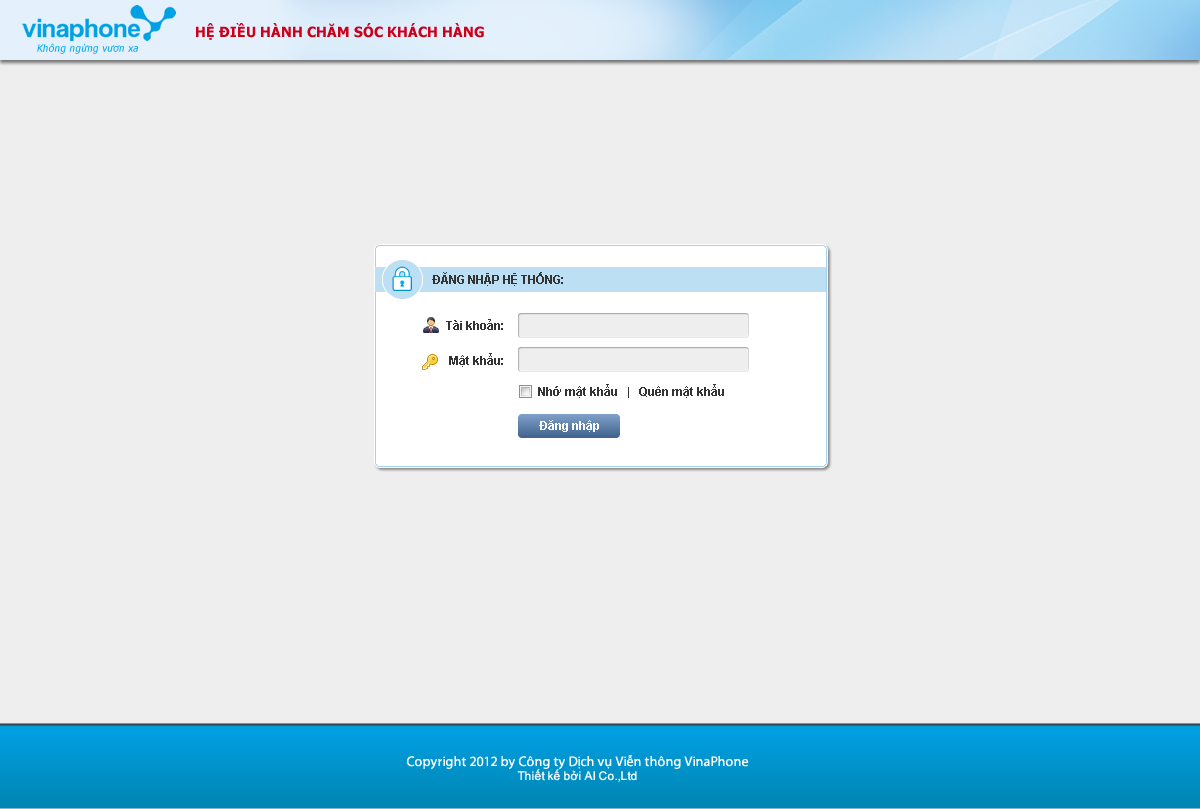 vinaphone
Không ngừng vươn xa
HỆ ĐIỀU HÀNH CHĂM SÓC KHÁCH HÀNG
ĐĂNG NHẬP HỆ THỐNG:
Tài khoản:
Mật khẩu:
Nhớ mật khẩu | Quên mật khẩu
Đăng nhập
Copyright 2012 by Công ty Dịch vụ Viễn thông VinaPhone
Thiết kế bởi AI Co.,Ltd